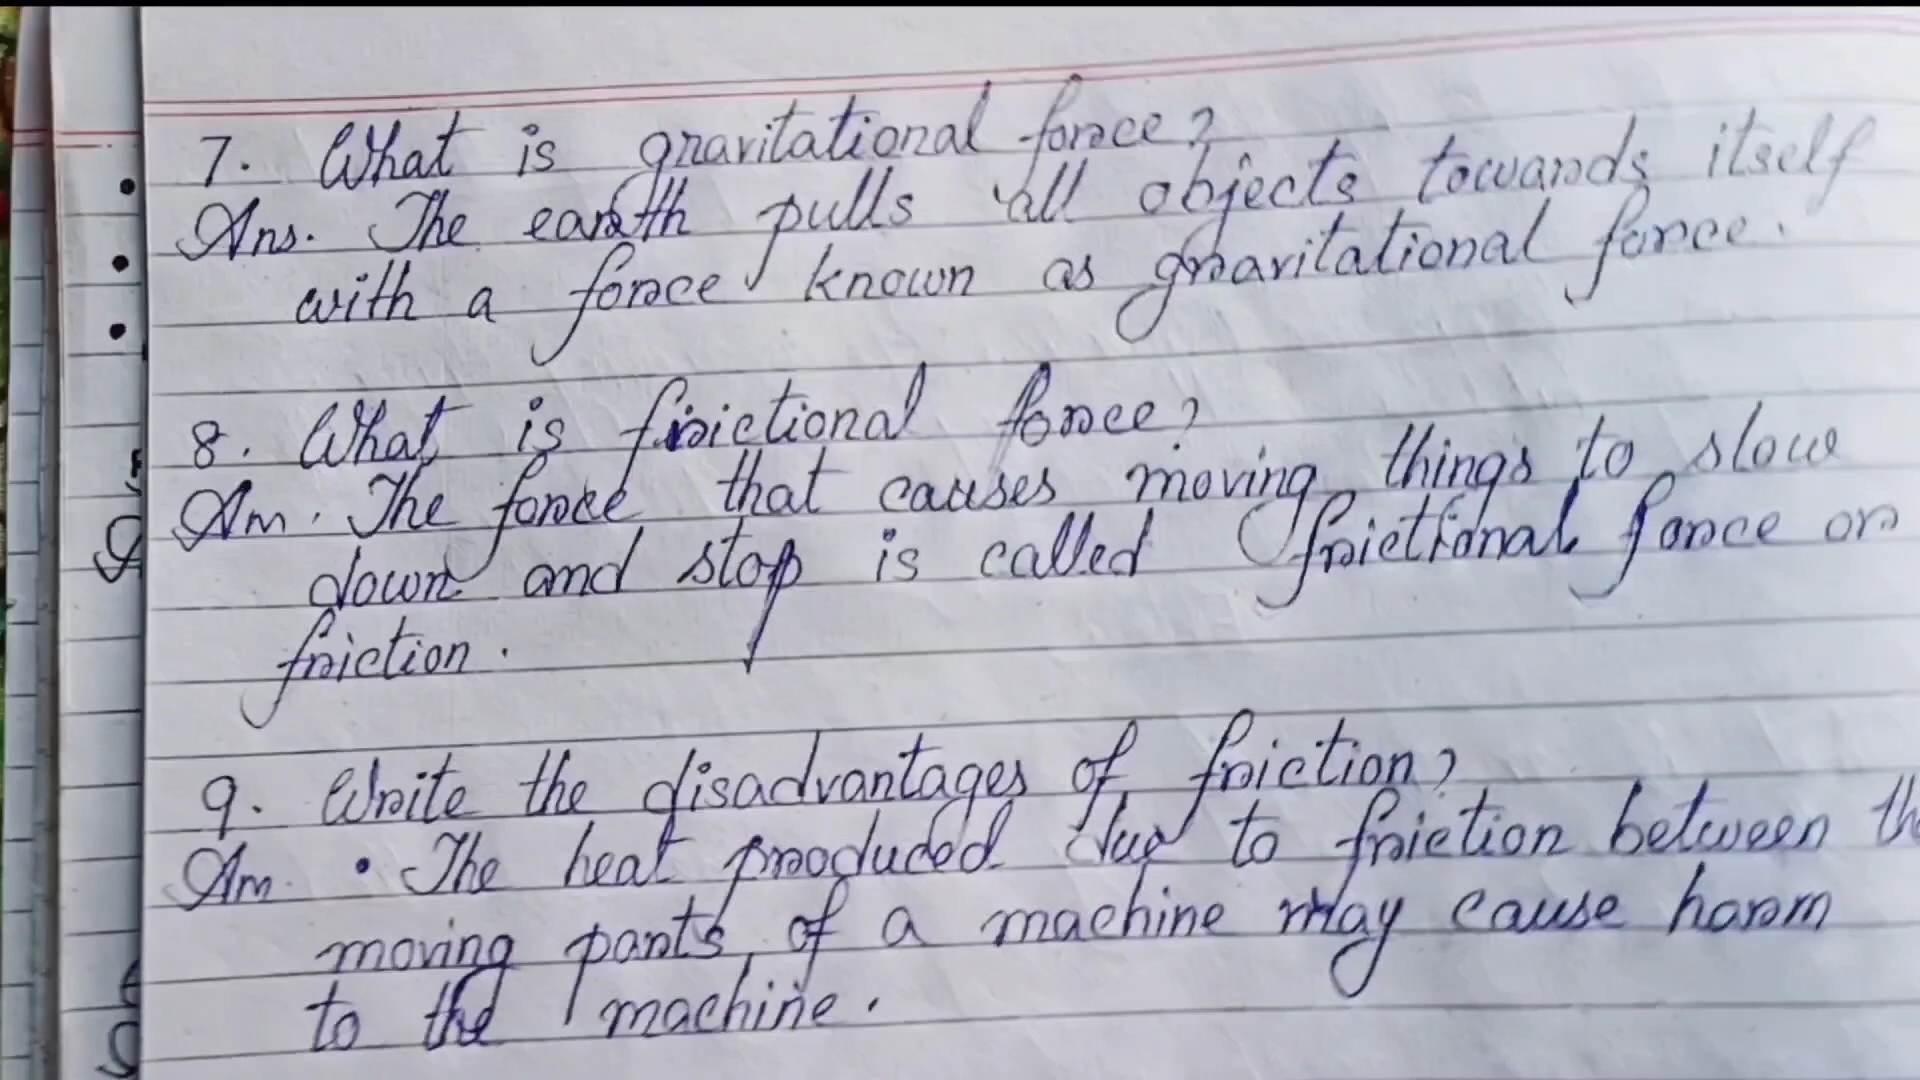 7. What is gravitational force?
Ans. The earth pulls all objects towards itself
with a force known as gravitational force.
8. What is frictional force?
Ans. The force that causes moving things to slow
down and stop is called frictional force or
friction.
9. Write the disadvantages of friction?
Ans • The heat produced due to friction between the
moving parts of a machine may cause harm
to the machine.